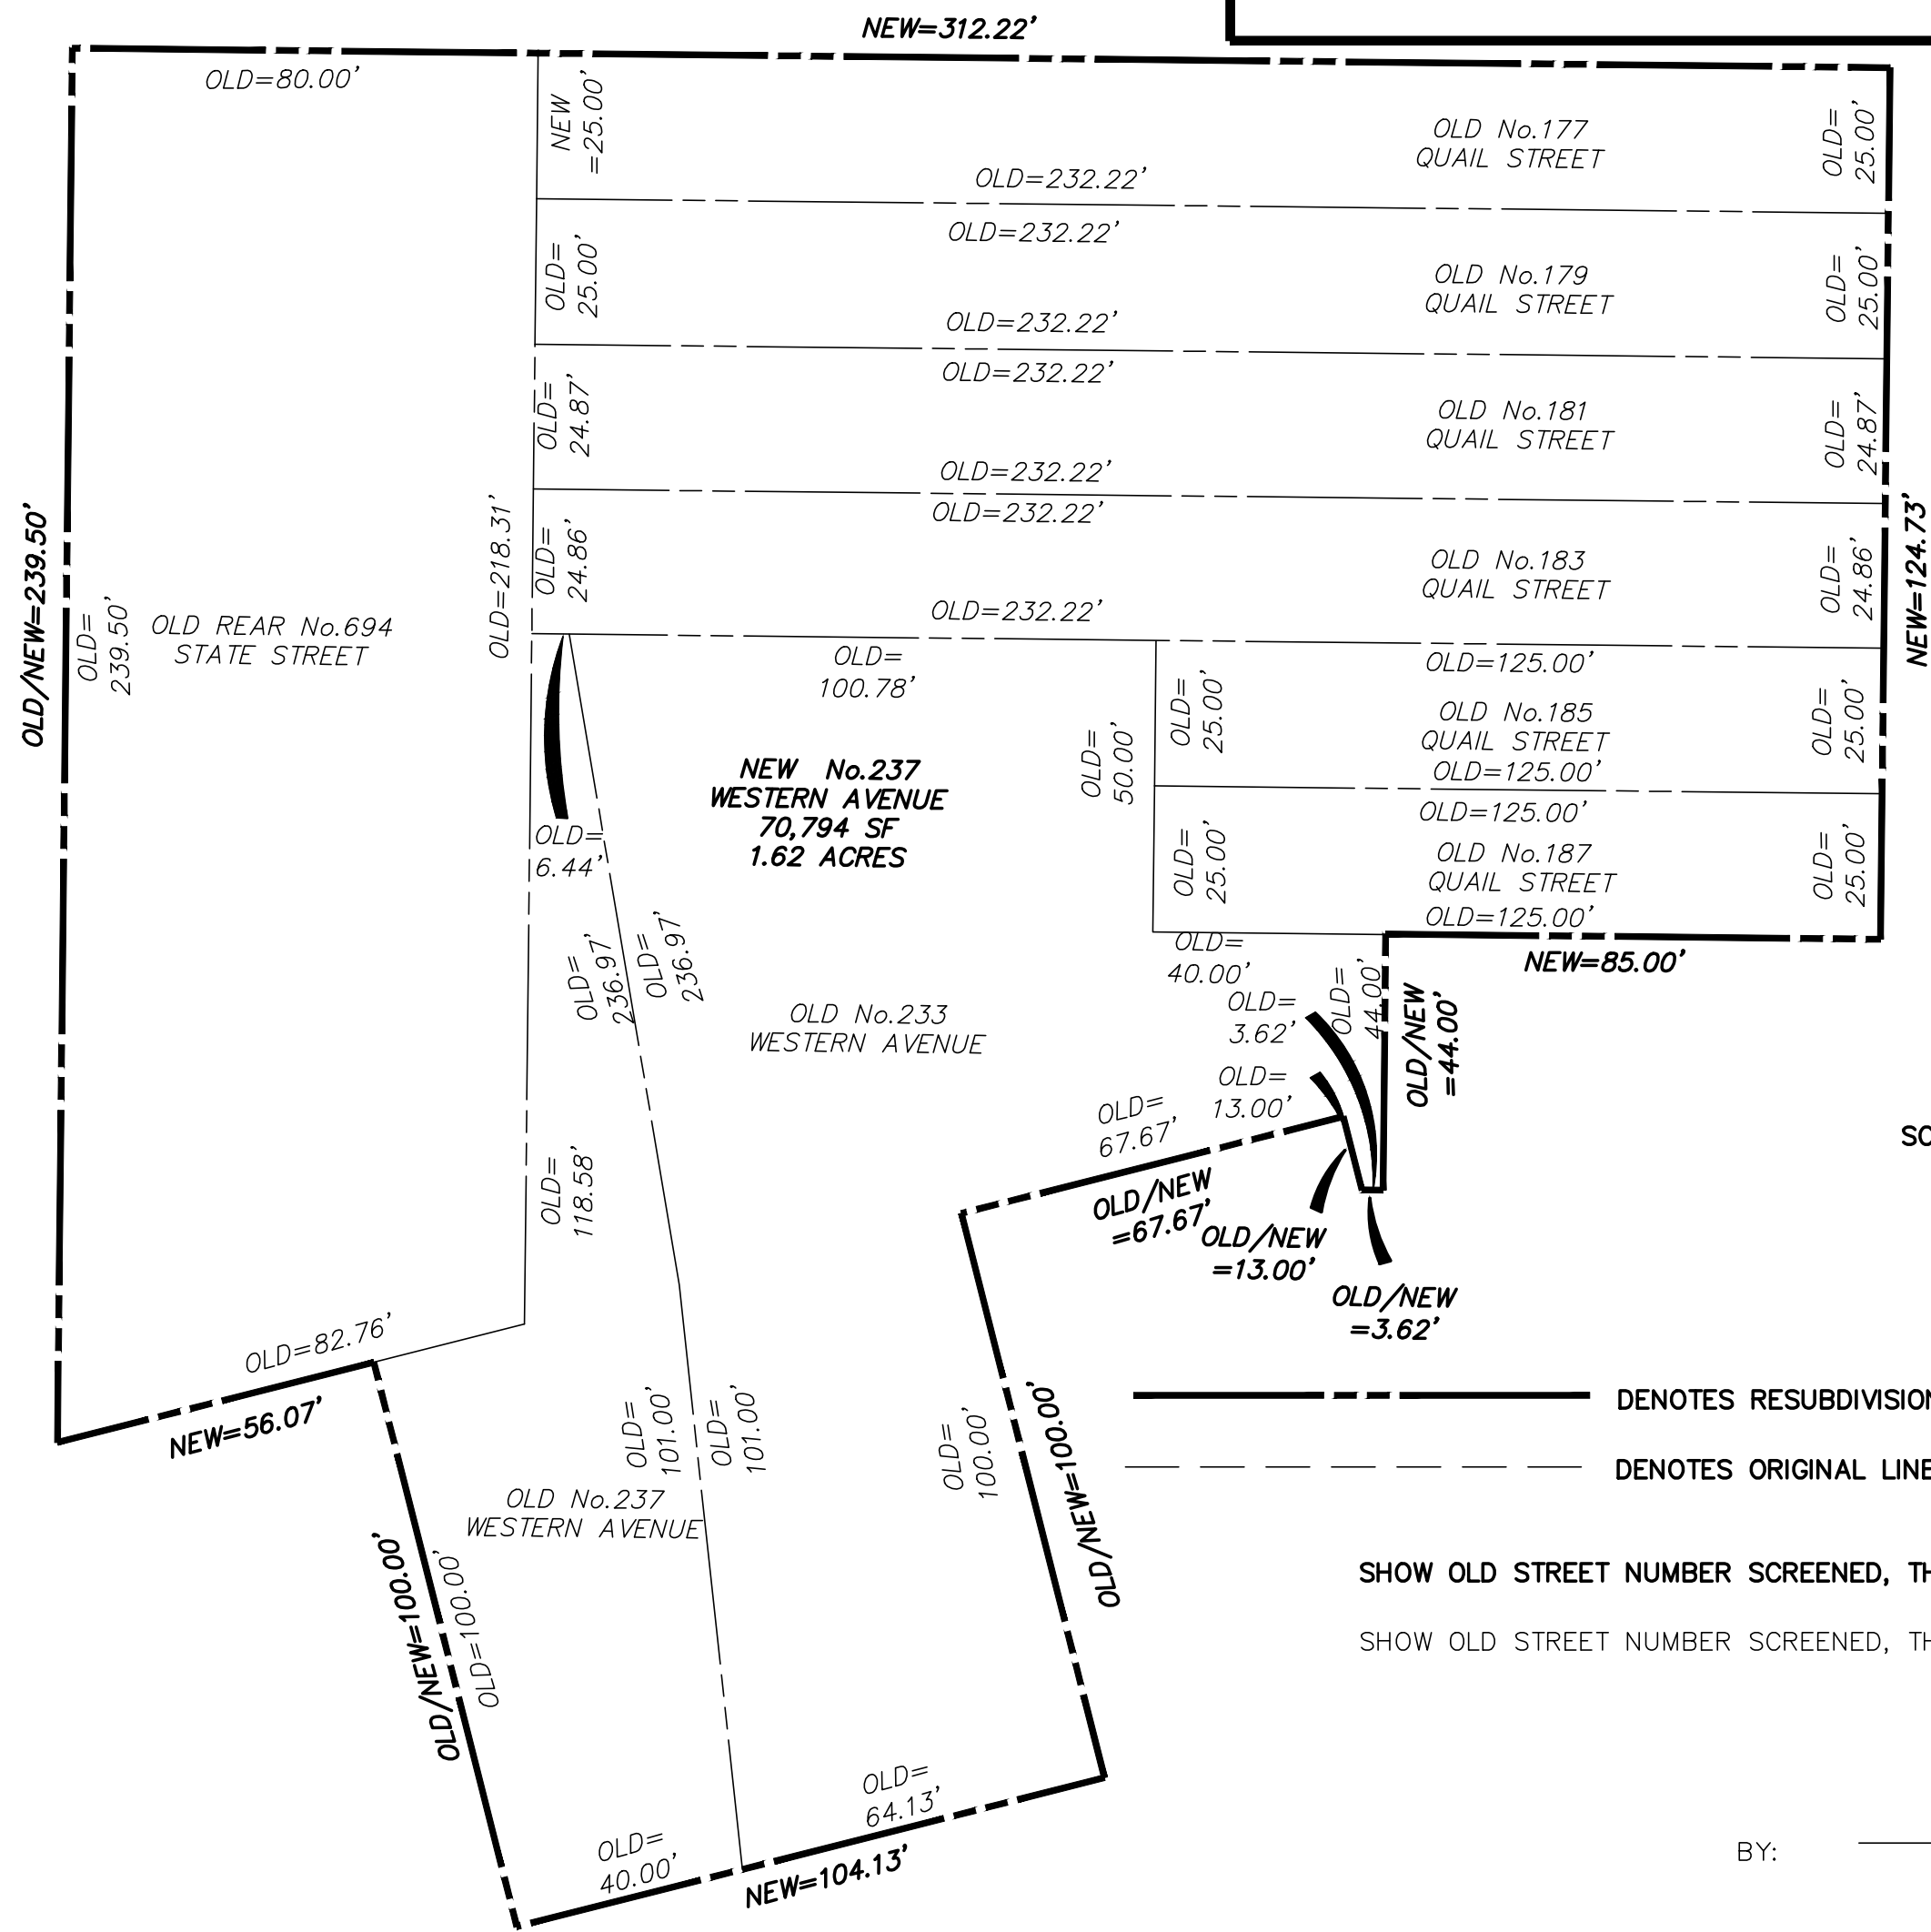 NEW=312.22'
OLD=80.00'
NEW
=25.00'
OLD No.177
QUAIL STREET
OLD=
25.00'
OLD=232.22'
OLD=232.22'
OLD=
25.00'
OLD No.179
QUAIL STREET
OLD=
25.00'
OLD=232.22'
OLD=232.22'
OLD=
24.87'
OLD No.181
QUAIL STREET
OLD=
24.87'
OLD=232.22'
OLD=232.22'
OLD=218.31'
OLD=
24.86'
OLD No.183
QUAIL STREET
OLD=
24.86'
NEW=124.73'
OLD=232.22'
OLD/NEW=239.50'
OLD=
239.50'
OLD REAR No.694
STATE STREET
OLD=
100.78'
OLD=125.00'
OLD=
25.00'
OLD No.185
QUAIL STREET
OLD=
25.00'
OLD=125.00'
OLD=
50.00'
NEW No.237
WESTERN AVENUE
70,794 SF
1.62 ACRES
OLD=
6.44'
OLD=125.00'
OLD=
25.00'
OLD No.187
QUAIL STREET
OLD=
25.00'
OLD=125.00'
OLD=
40.00'
NEW=85.00'
OLD=
236.97'
OLD=
236.97'
OLD No.233
WESTERN AVENUE
OLD=
3.62'
OLD=
44.00'
OLD/NEW
=44.00'
OLD=
13.00'
OLD=
67.67'
OLD/NEW
=67.67'
OLD/NEW
=13.00'
OLD/NEW
=3.62'
OLD=
118.58'
OLD=82.76'
NEW=56.07'
OLD=
101.00'
OLD=
101.00'
OLD=
100.00'
OLD/NEW=100.00'
DENOTES RESUBDIVISION
DENOTES ORIGINAL LINE
OLD No.237
WESTERN AVENUE
OLD/NEW=100.00'
OLD=100.00'
SHOW OLD STREET NUMBER SCREENED,
SHOW OLD STREET NUMBER SCREENED,
OLD=
64.13'
OLD=
40.00'
NEW=104.13'
BY: